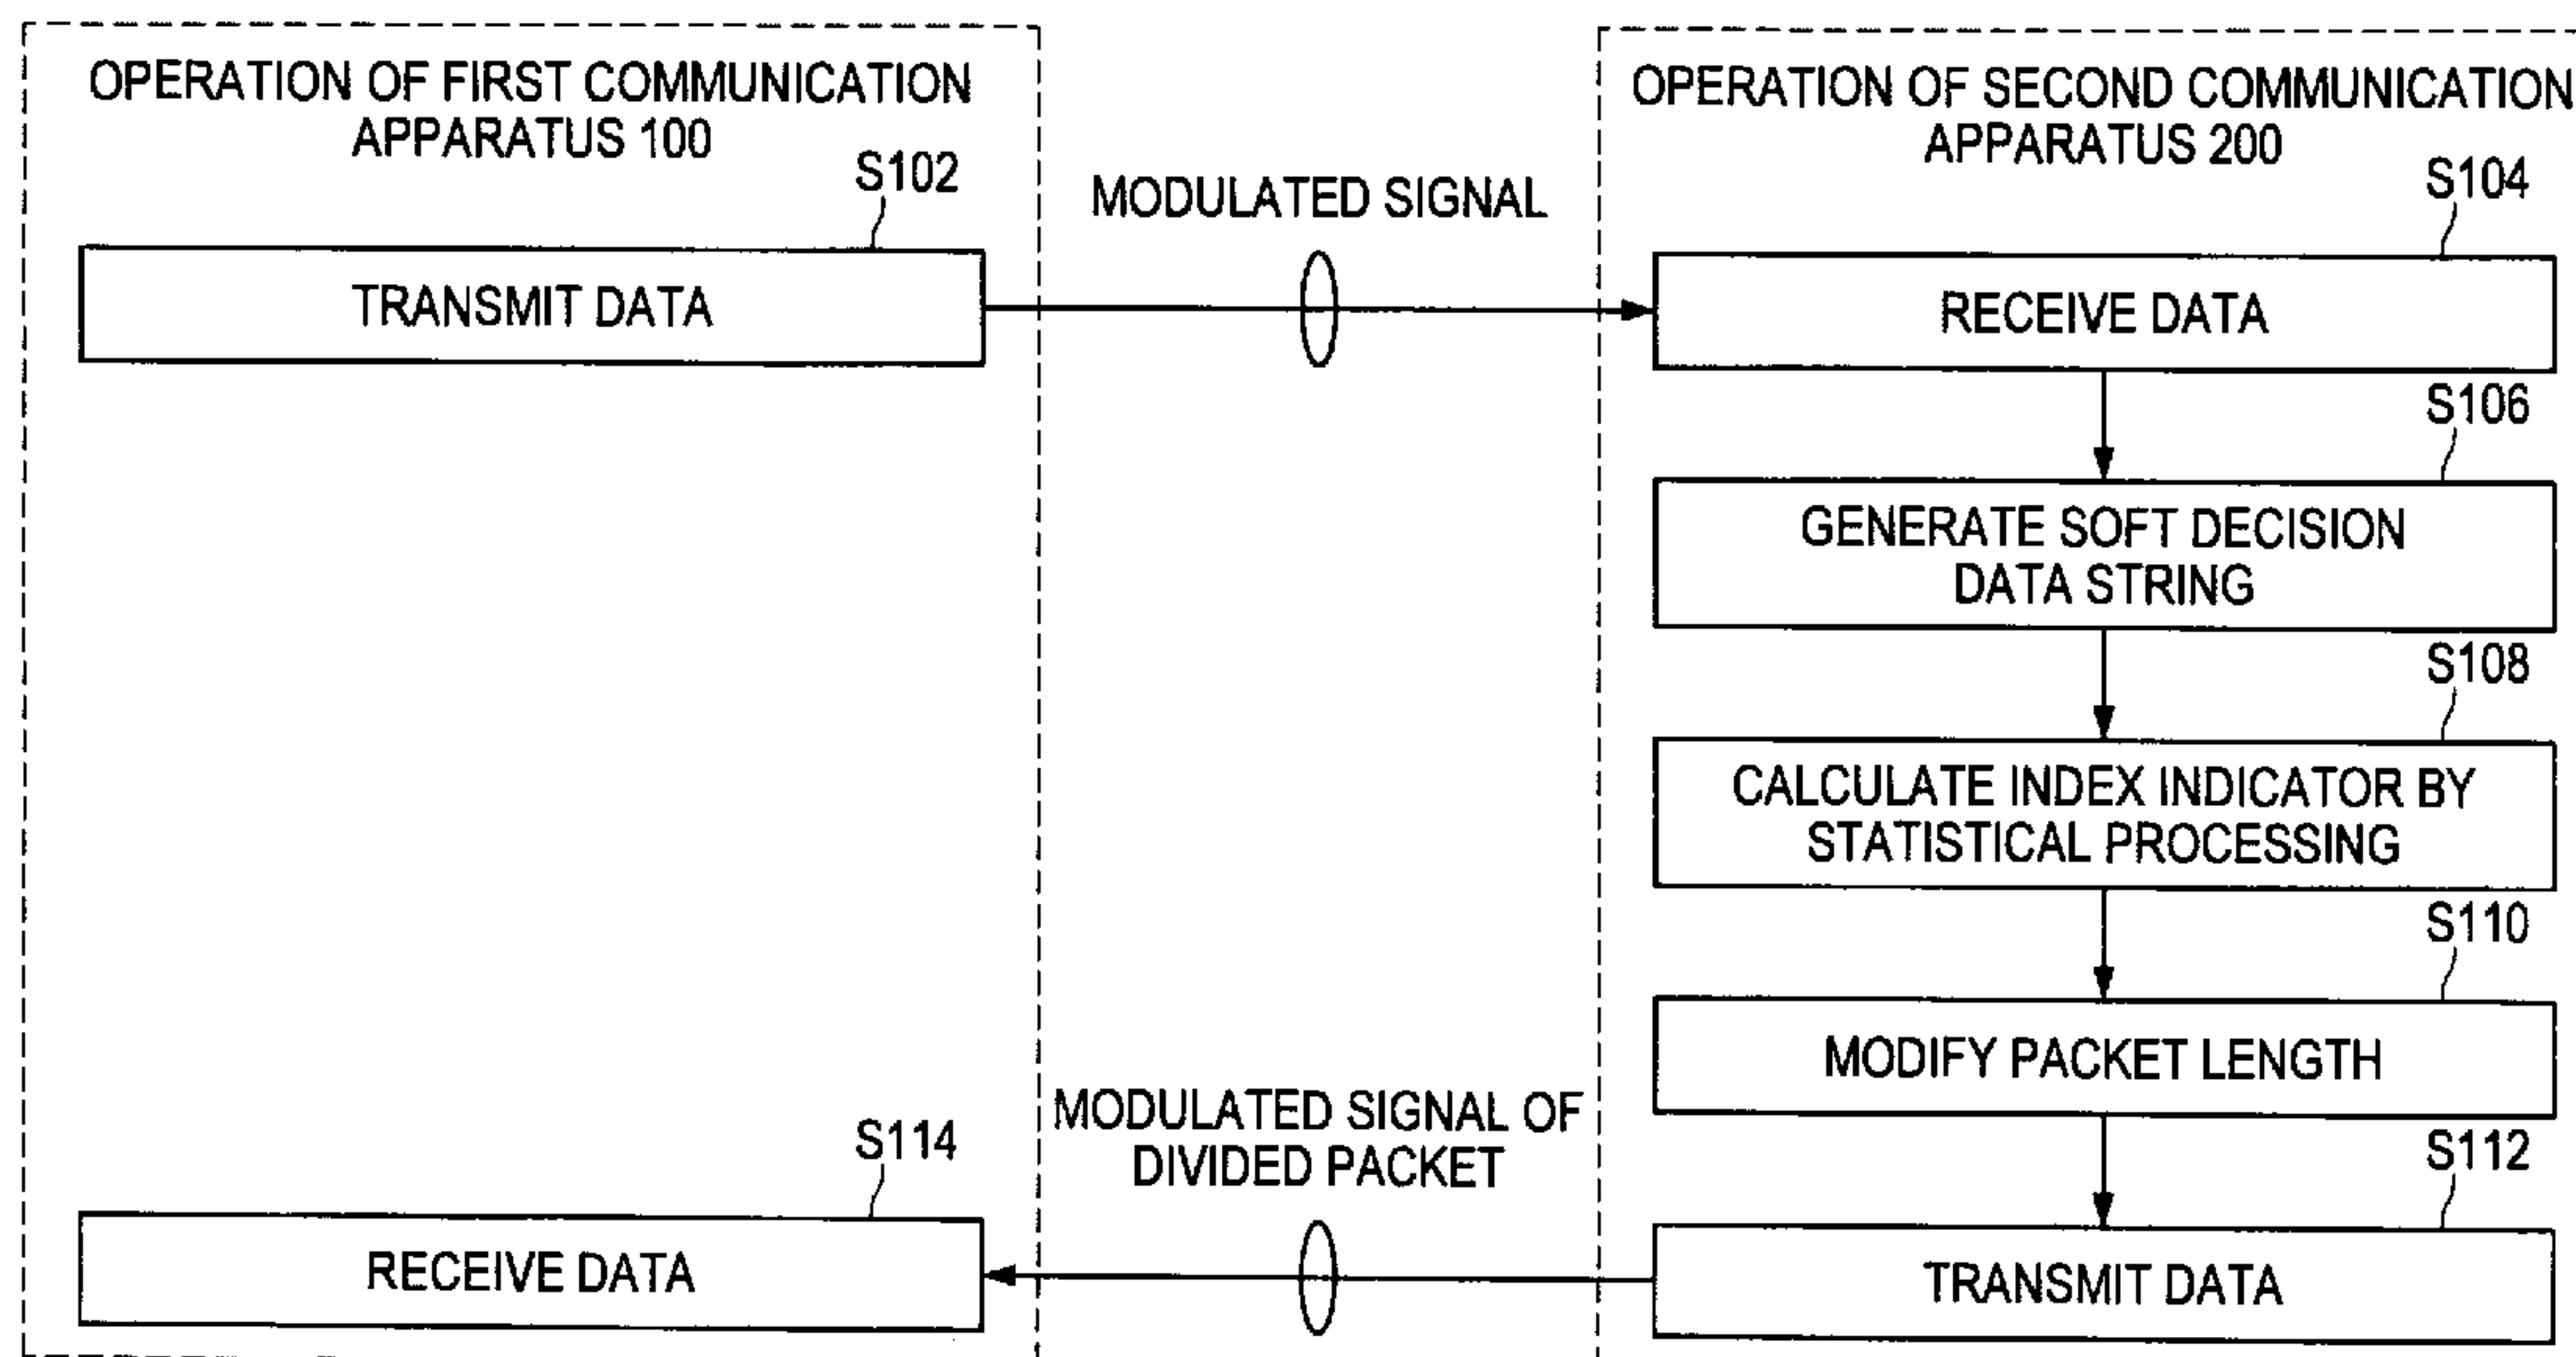 OPERATION OF FIRST COMMUNICATION
APPARATUS 100
S102
TRANSMIT DATA
MODULATED SIGNAL
OPERATION OF SECOND COMMUNICATION
APPARATUS 200
S104
RECEIVE DATA
S106
GENERATE SOFT DECISION
DATA STRING
S108
CALCULATE INDEX INDICATOR BY
STATISTICAL PROCESSING
S110
MODIFY PACKET LENGTH
S112
TRANSMIT DATA
MODULATED SIGNAL OF
DIVIDED PACKET
S114
RECEIVE DATA